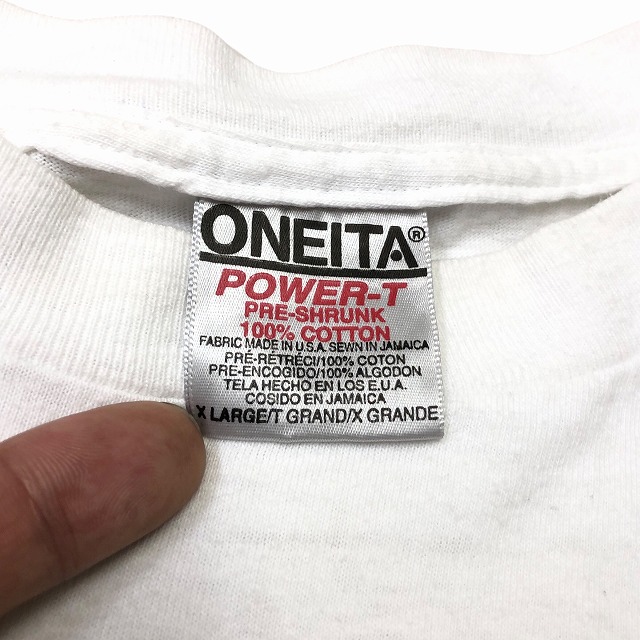 ONEITA®
POWER-T
PRE-SHRUNK
100% COTTON
FABRIC MADE IN U.S.A. SEWN IN JAMAICA
PRÉ-RÉTRÉCI/100% COTON
PRE-ENCOGIDO/100% ALGODON
TELA HECHO EN LOS E.U.A.
COSIDO EN JAMAICA
X LARGE/T GRAND/X GRANDE